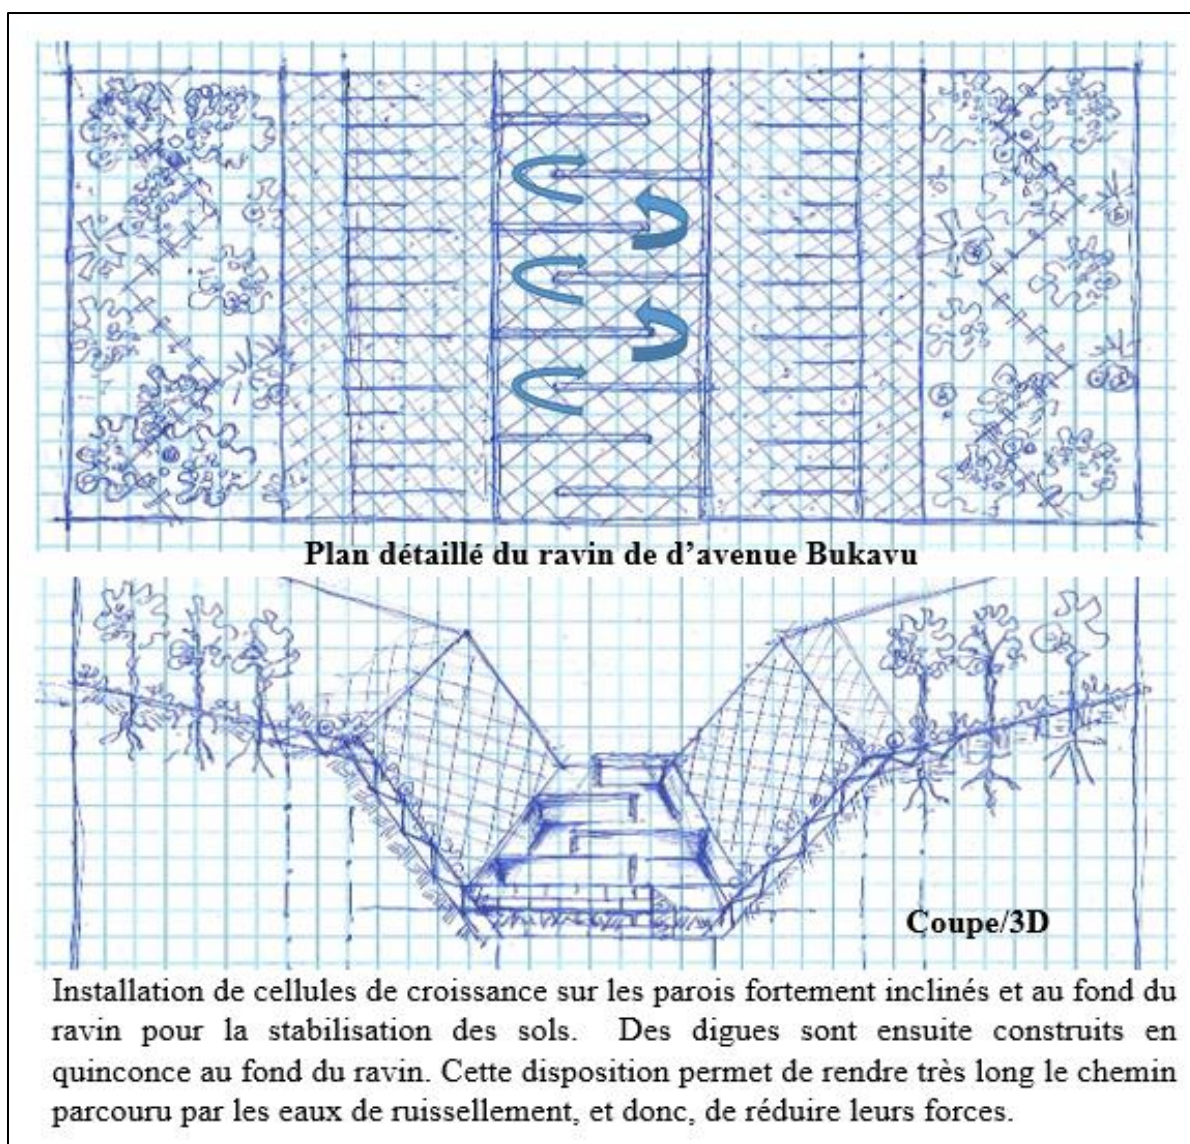 Plan détaillé du ravin de d’avenue Bukavu
Coupe/3D
Installation de cellules de croissance sur les parois fortement inclinés et au fond du
ravin pour la stabilisation des sols. Des digues sont ensuite construits en
quinconce au fond du ravin. Cette disposition permet de rendre très long le chemin
parcouru par les eaux de ruissellement, et donc, de réduire leurs forces.